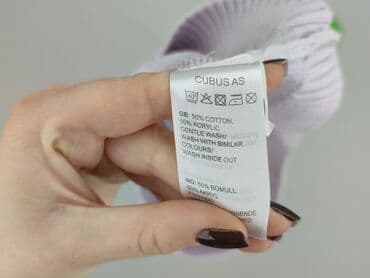 CUBUS AS
40
GB: 50% COTTON,
50% ACRYLIC
GENTLE WASH/
WASH WITH SIMILAR
COLOURS/
WASH INSIDE OUT
NO: 50% BOMULL,
50% AKRYL